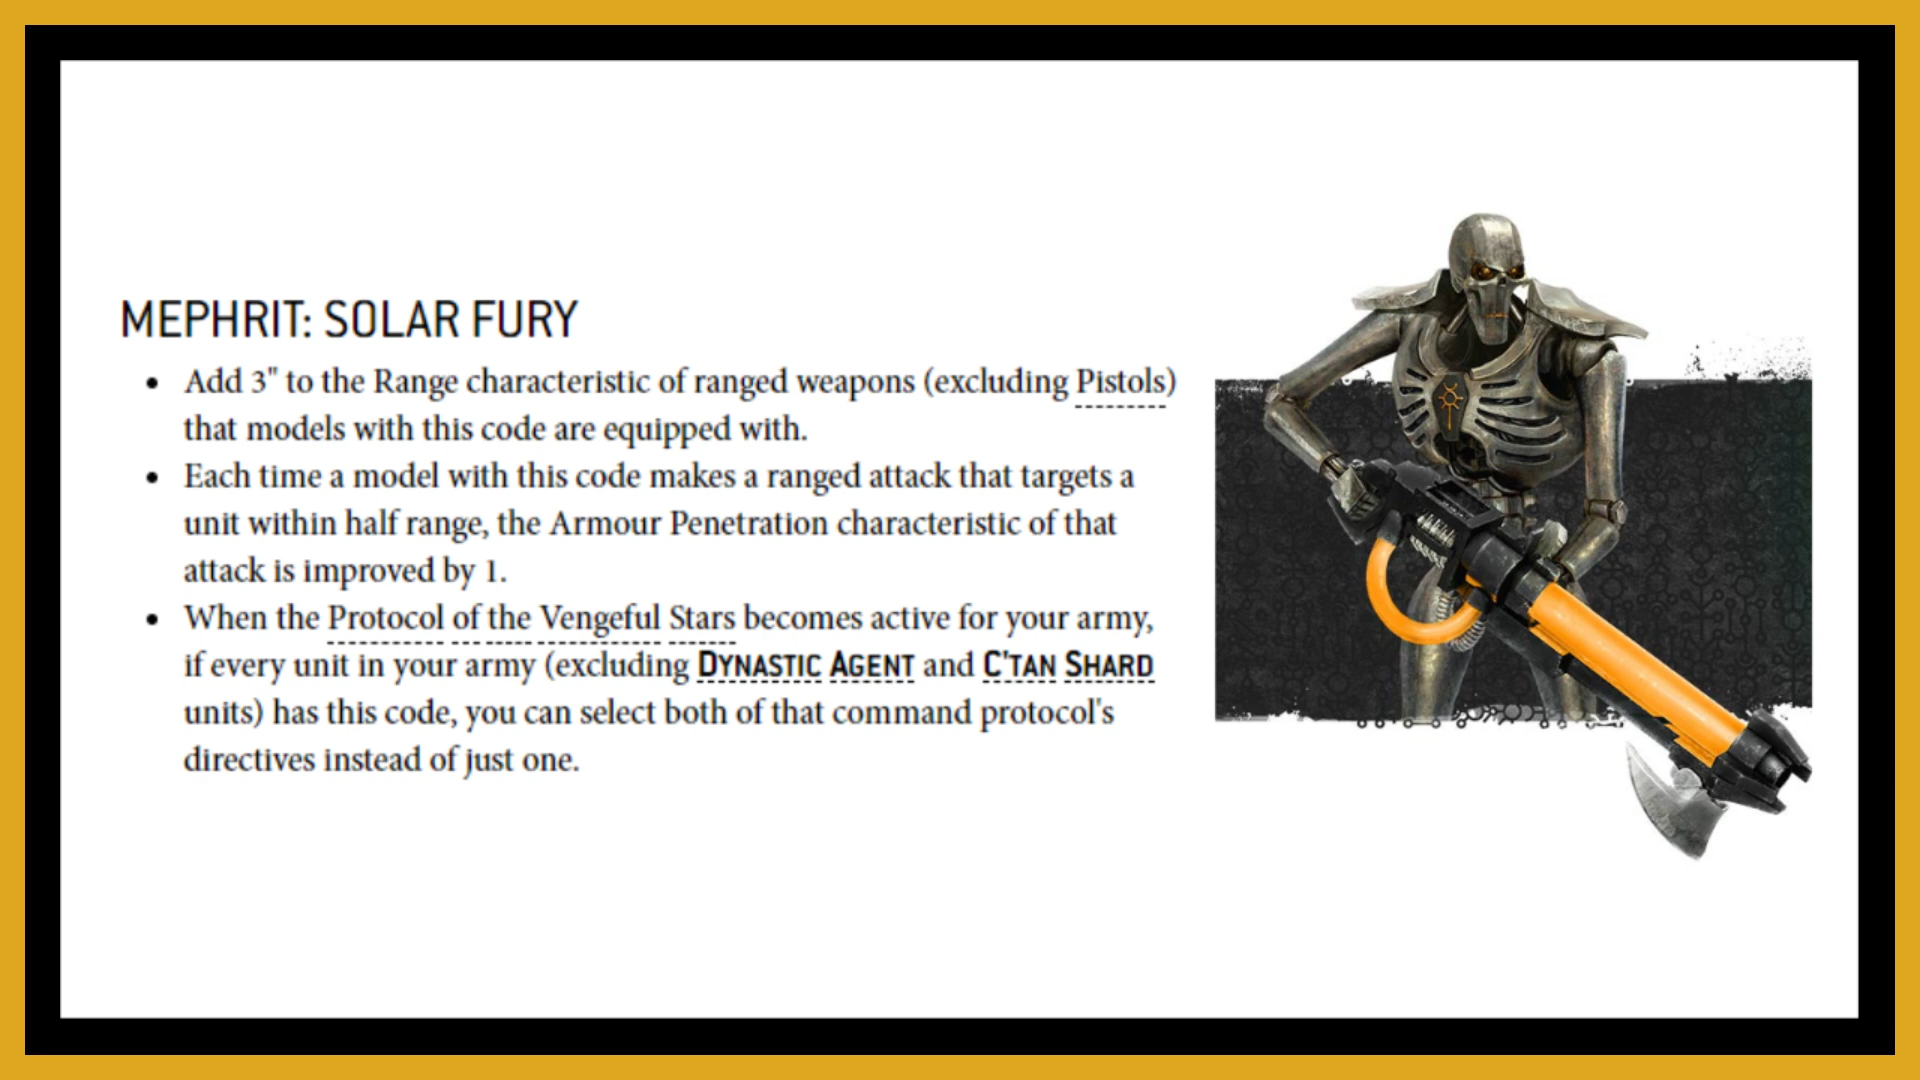 MEPHRIT: SOLAR FURY
• Add 3" to the Range characteristic of ranged weapons (excluding Pistols)
that models with this code are equipped with.
• Each time a model with this code makes a ranged attack that targets a
unit within half range, the Armour Penetration characteristic of that
attack is improved by 1.
• When the Protocol of the Vengeful Stars becomes active for your army,
if every unit in your army (excluding DYNASTIC AGENT and C'TAN SHARD
units) has this code, you can select both of that command protocol's
directives instead of just one.